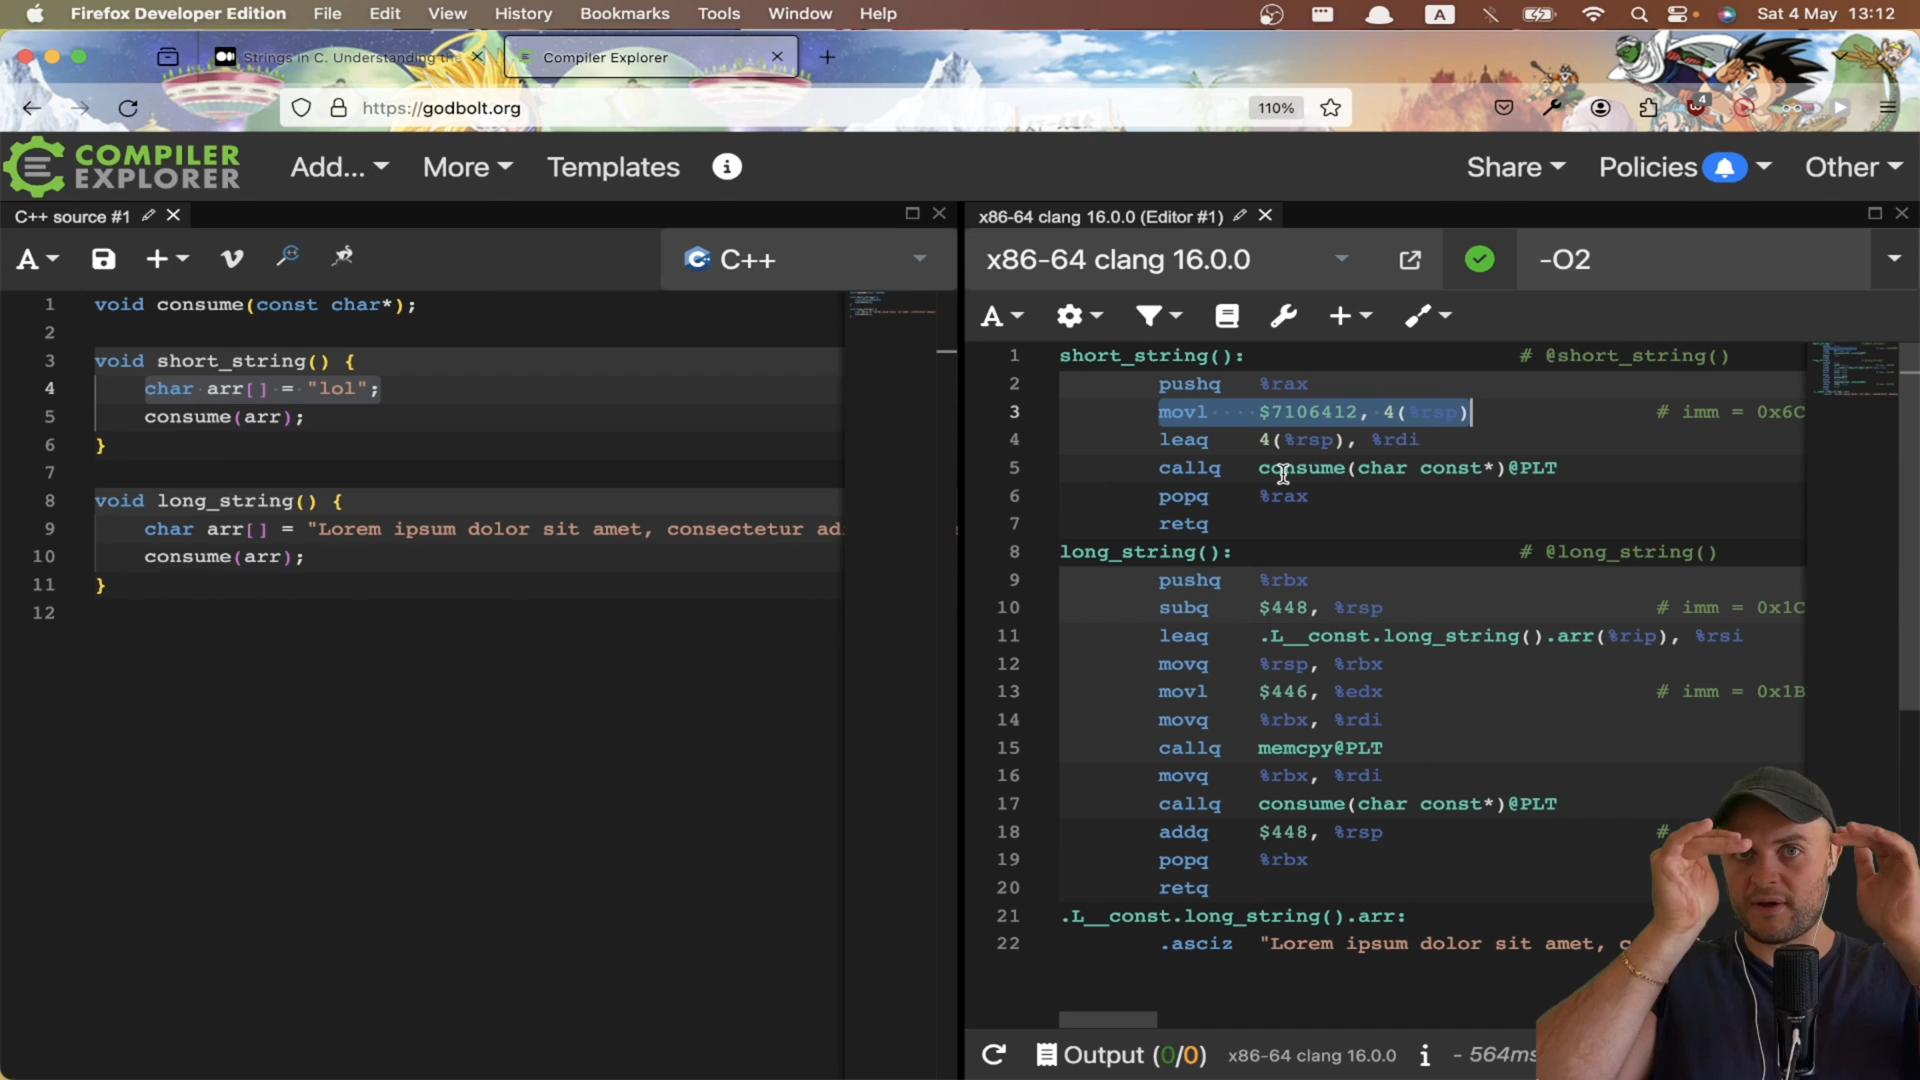 Firefox Developer Edition File Edit View History Bookmarks Tools Window Help A Sat 4 May 13:12
Strings in C. Understanding the Compiler Explorer
https://godbolt.org 110% 4
COMPILER EXPLORER Add... More Templates Share Policies Other
C++ source #1
A C++
1 void consume(const char*);
2
3 void short_string() {
4 char arr[] = "lol";
5 consume(arr);
6 }
7
8 void long_string() {
9 char arr[] = "Lorem ipsum dolor sit amet, consectetur ad
10 consume(arr);
11 }
12
x86-64 clang 16.0.0 (Editor #1)
x86-64 clang 16.0.0 -O2
A
1 short_string(): # @short_string()
2 pushq %rax
3 movl $7106412, 4(%rsp) # imm = 0x6C
4 leaq 4(%rsp), %rdi
5 callq consume(char const*)@PLT
6 popq %rax
7 retq
8 long_string(): # @long_string()
9 pushq %rbx
10 subq $448, %rsp # imm = 0x1C
11 leaq .L__const.long_string().arr(%rip), %rsi
12 movq %rsp, %rbx
13 movl $446, %edx # imm = 0x1B
14 movq %rbx, %rdi
15 callq memcpy@PLT
16 movq %rbx, %rdi
17 callq consume(char const*)@PLT
18 addq $448, %rsp #
19 popq %rbx
20 retq
21 .L__const.long_string().arr:
22 .asciz "Lorem ipsum dolor sit amet, c
Output (0/0) x86-64 clang 16.0.0 i - 564ms